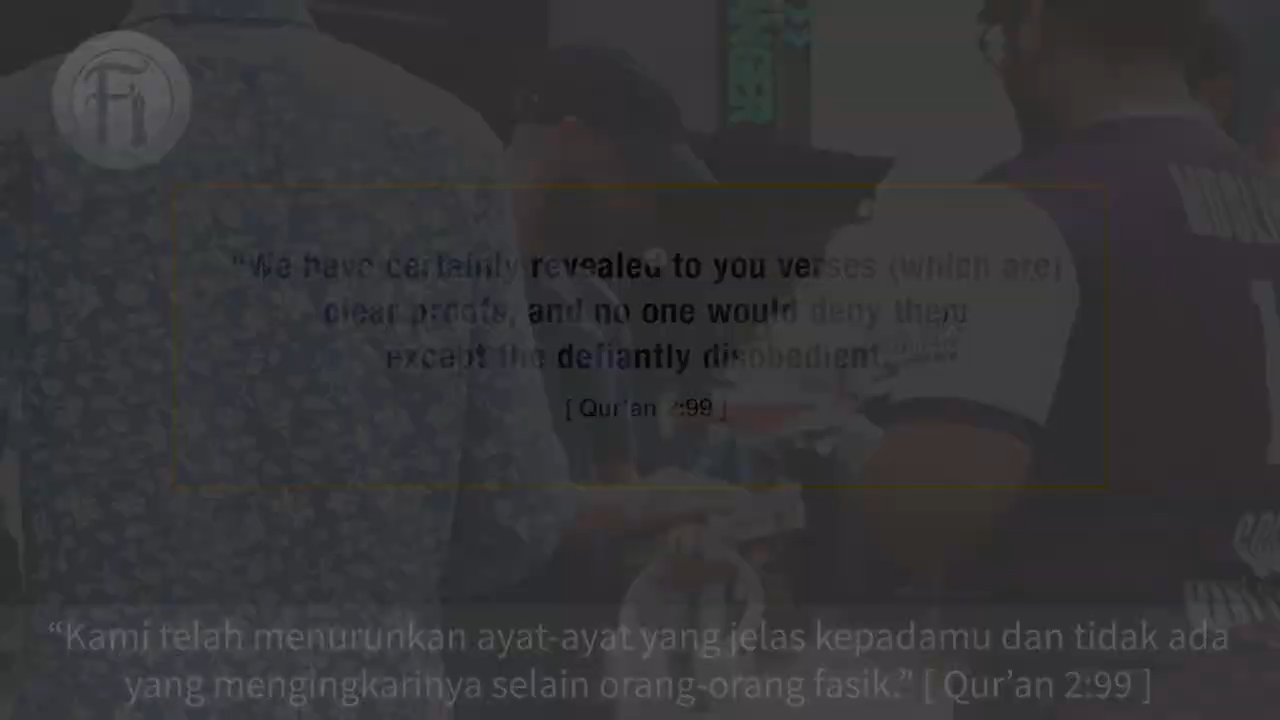 Fi
“We have certainly revealed to you verses (which are)
clear proofs, and no one would deny them
except the defiantly disobedient.”
[ Qur’an 2:99 ]
“Kami telah menurunkan ayat-ayat yang jelas kepadamu dan tidak ada
yang mengingkarinya selain orang-orang fasik.” [ Qur’an 2:99 ]